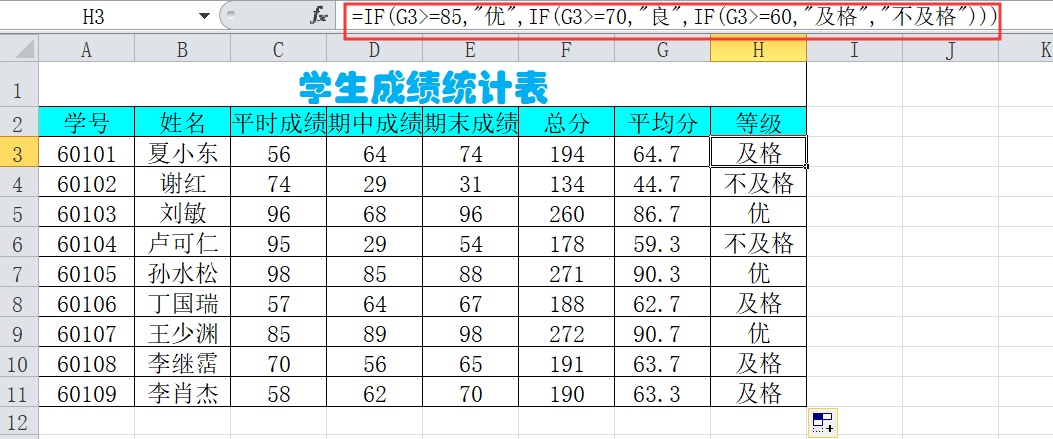 H3 fx =IF(G3>=85,"优",IF(G3>=70,"良",IF(G3>=60,"及格","不及格")))
A B C D E F G H I J K
1 学生成绩统计表
2 学号 姓名 平时成绩 期中成绩 期末成绩 总分 平均分 等级
3 60101 夏小东 56 64 74 194 64.7 及格
4 60102 谢红 74 29 31 134 44.7 不及格
5 60103 刘敏 96 68 96 260 86.7 优
6 60104 卢可仁 95 29 54 178 59.3 不及格
7 60105 孙水松 98 85 88 271 90.3 优
8 60106 丁国瑞 57 64 67 188 62.7 及格
9 60107 王少渊 85 89 98 272 90.7 优
10 60108 李继霑 70 56 65 191 63.7 及格
11 60109 李肖杰 58 62 70 190 63.3 及格
12